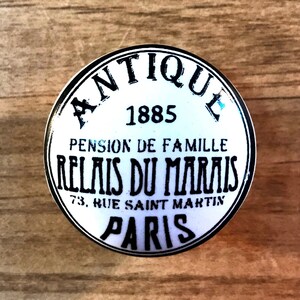 ANTIQUE
1885
PENSION DE FAMILLE
RELAIS DU MARAIS
73, RUE SAINT MARTIN
PARIS